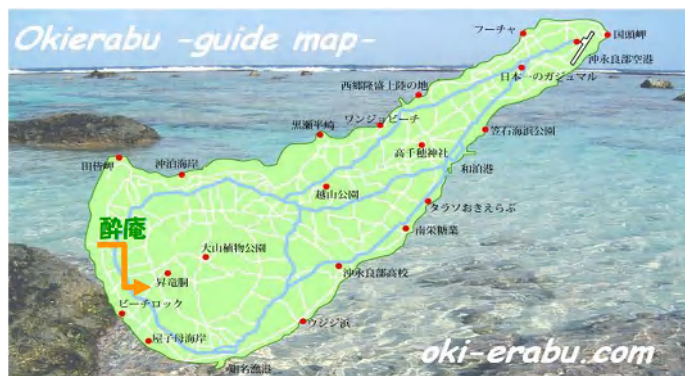 Okierabu -guide map-
フーチャ
国頭岬
沖永良部空港
日本一のガジュマル
西郷隆盛上陸の地
ワンジョビーチ
黒瀬平崎
笠石海浜公園
高千穂神社
田皆岬
沖泊海岸
和泊港
越山公園
タラソおきえらぶ
南栄糖業
酔庵
大山植物公園
沖永良部高校
昇竜洞
ビーチロック
ウジジ浜
屋子母海岸
知名漁港
oki-erabu.com